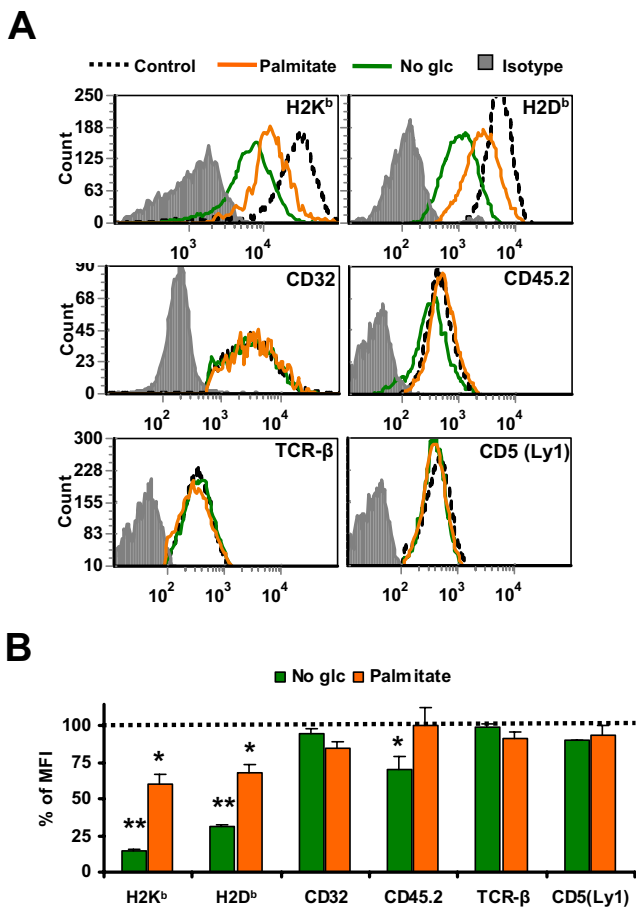 A
Control Palmitate No glc Isotype
250 188 125 63 0
Count
H2Kᵇ
10³ 10⁴
H2Dᵇ
10² 10³ 10⁴
90 68 45 23 0
Count
CD32
10² 10³ 10⁴
CD45.2
10² 10³ 10⁴
300 228 155 83 10
Count
TCR-β
10² 10³ 10⁴
CD5 (Ly1)
10² 10³ 10⁴
B
No glc Palmitate
% of MFI
100
75
50
25
0
** * ** * *
H2Kᵇ H2Dᵇ CD32 CD45.2 TCR-β CD5(Ly1)